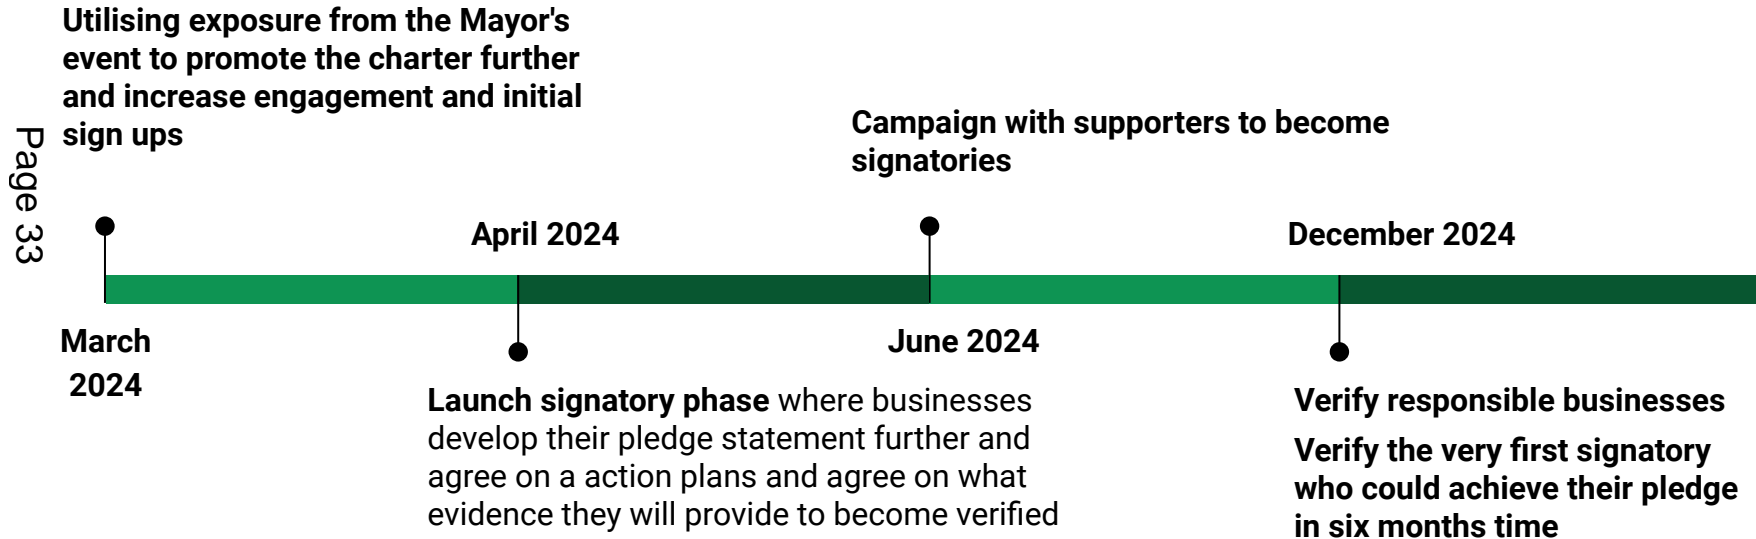 Utilising exposure from the Mayor's
event to promote the charter further
and increase engagement and initial
sign ups
Page 33
Campaign with supporters to become
signatories
April 2024
December 2024
March
2024
June 2024
Launch signatory phase where businesses
develop their pledge statement further and
agree on a action plans and agree on what
evidence they will provide to become verified
Verify responsible businesses
Verify the very first signatory
who could achieve their pledge
in six months time